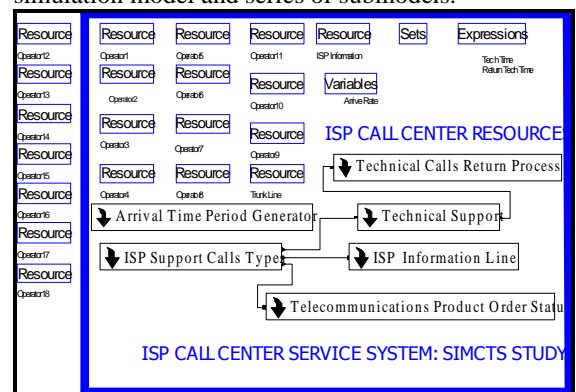 simulation model and series of submodels.
Resource Resource Resource Resource Resource Sets Expressions
Operator12 Operator1 Operator5 Operator11 ISP Information Tech Time
Return Tech Time
Resource Resource Resource Resource Variables
Operator13 Operator2 Operator6 Operator10 Arrive Rate
Resource Resource Resource Resource ISP CALL CENTER RESOURCE
Operator14 Operator3 Operator7 Operator9
Resource Resource Resource Resource Technical Calls Return Process
Operator15 Operator4 Operator8 Trunk Line
Resource Arrival Time Period Generator Technical Support
Operator16
Resource ISP Support Calls Type ISP Information Line
Operator17
Resource Telecommunications Product Order Statu
Operator18
ISP CALL CENTER SERVICE SYSTEM: SIMCTS STUDY